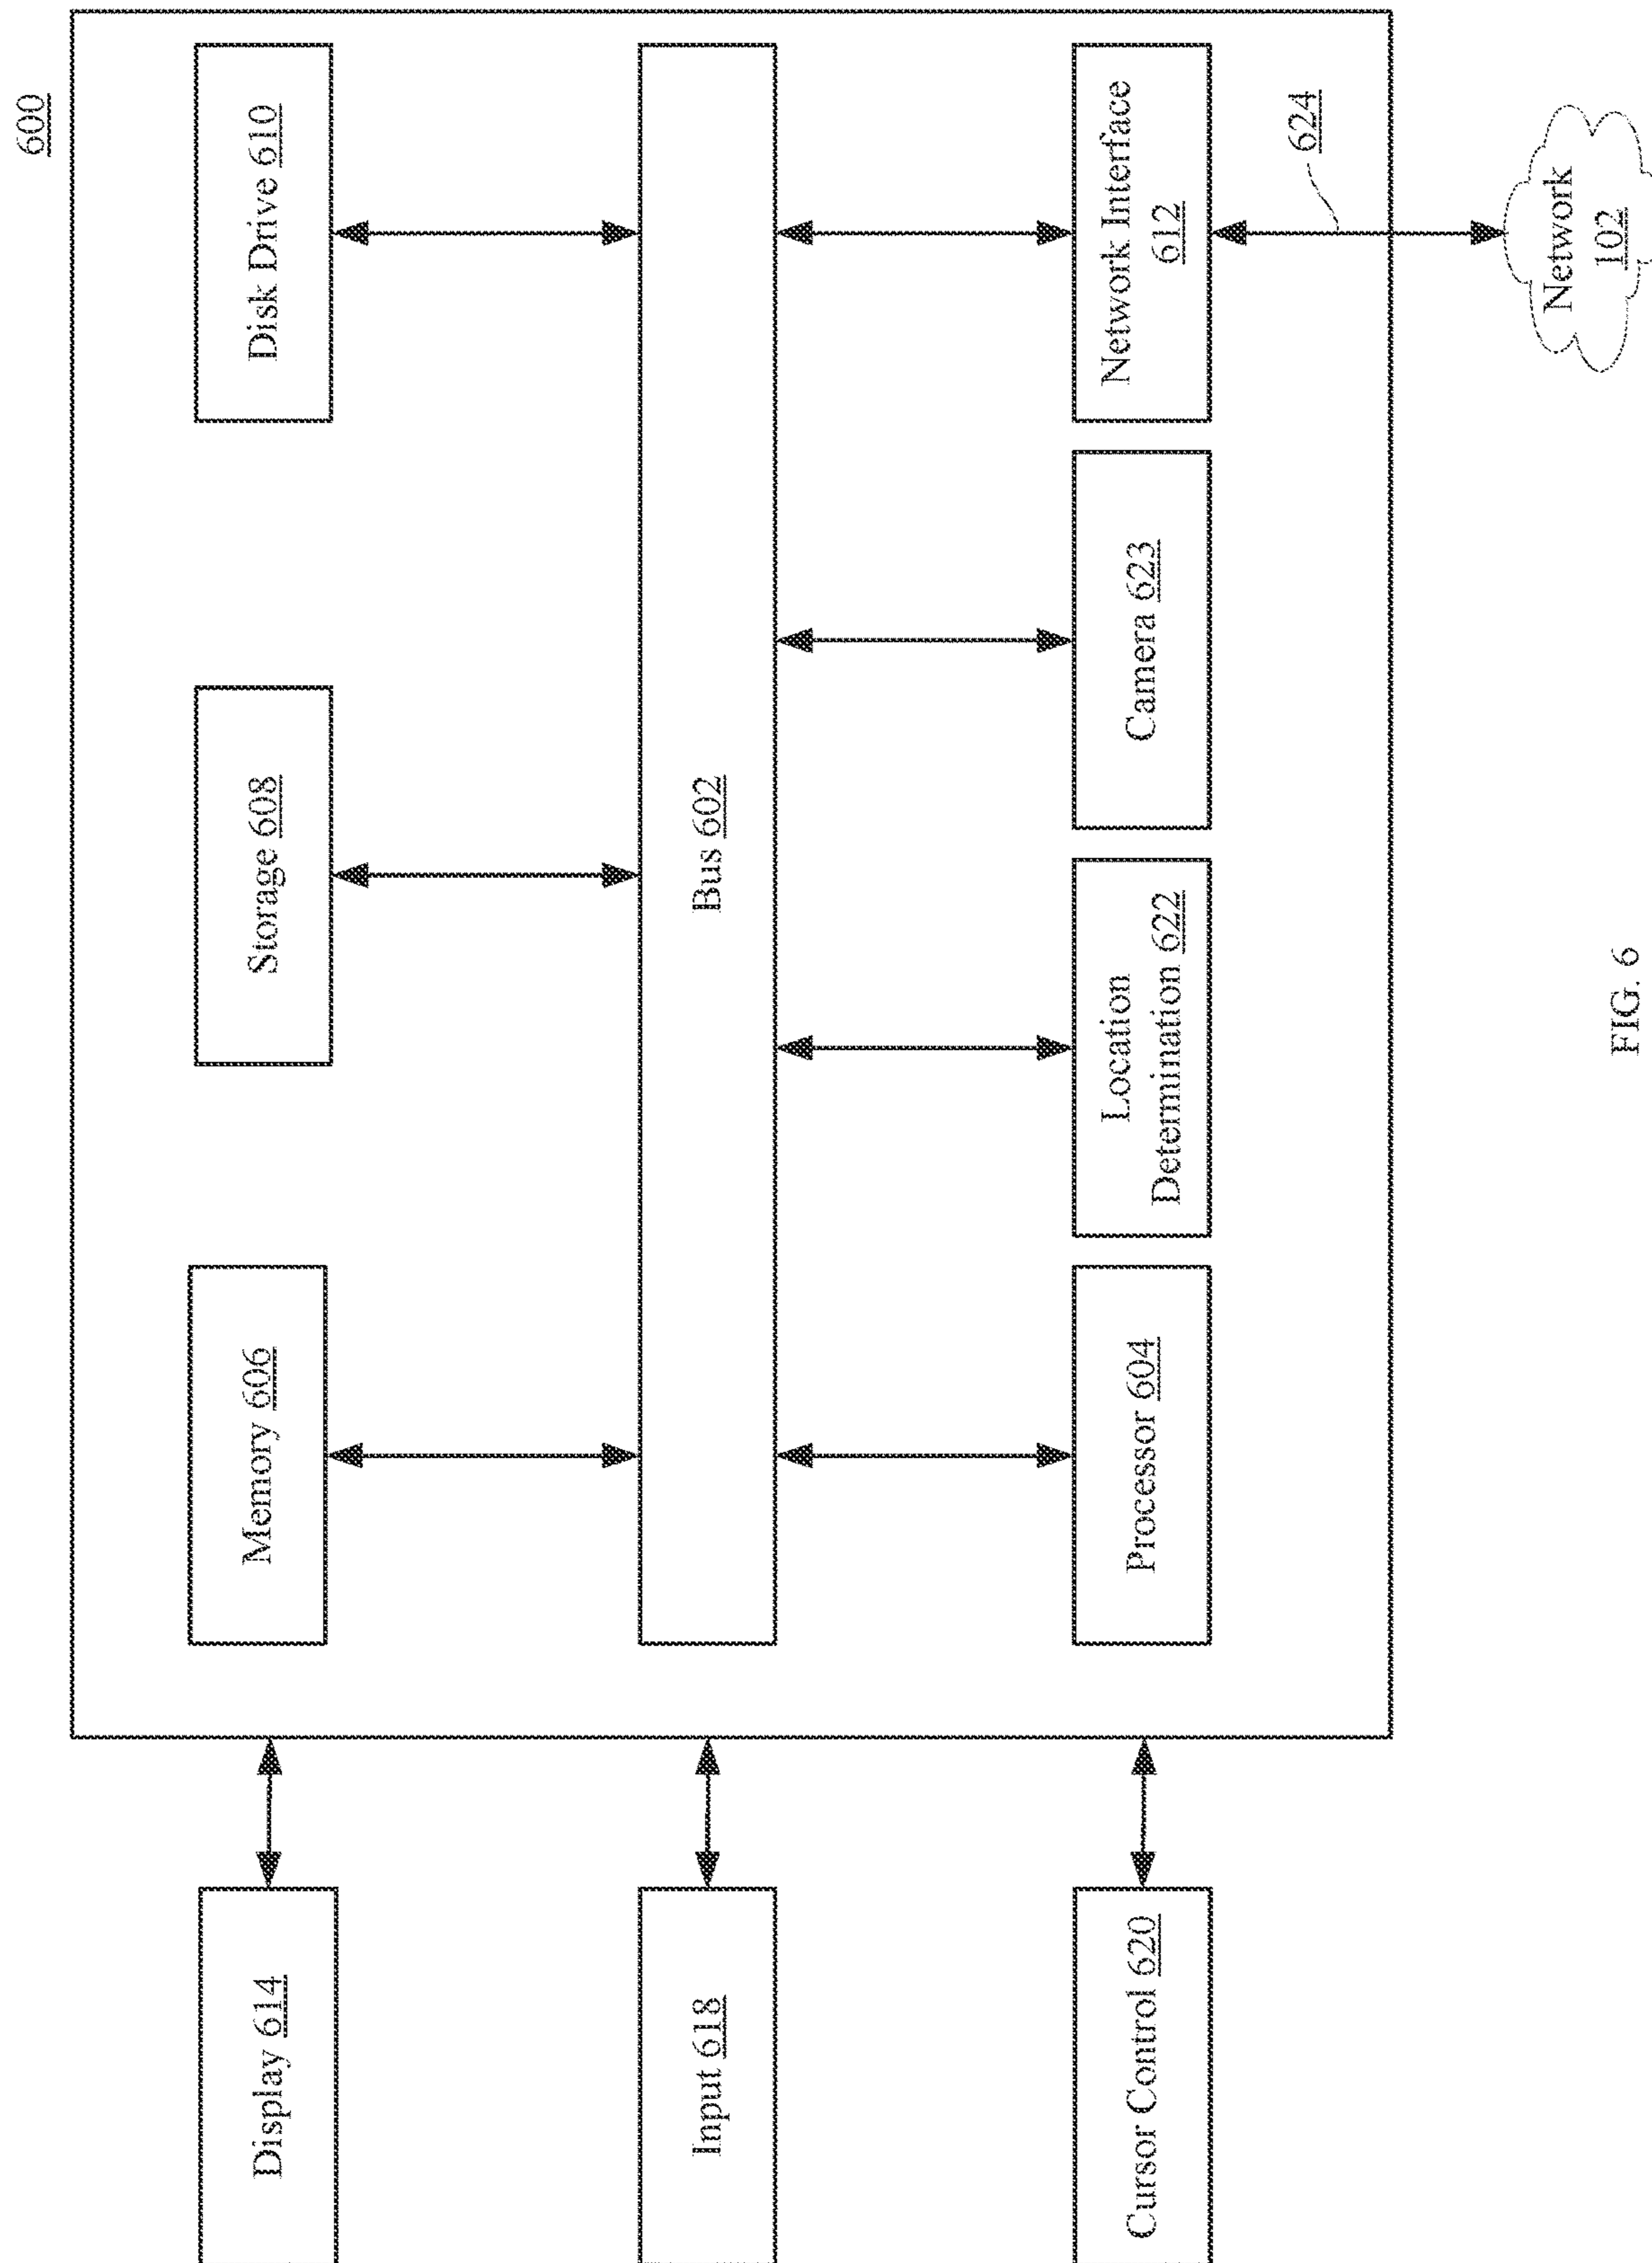 600
Memory 606
Storage 608
Disk Drive 610
Display 614
Bus 602
Input 618
Processor 604
Location
Determination 622
Camera 623
Network Interface
612
Cursor Control 620
624
Network
102
FIG. 6